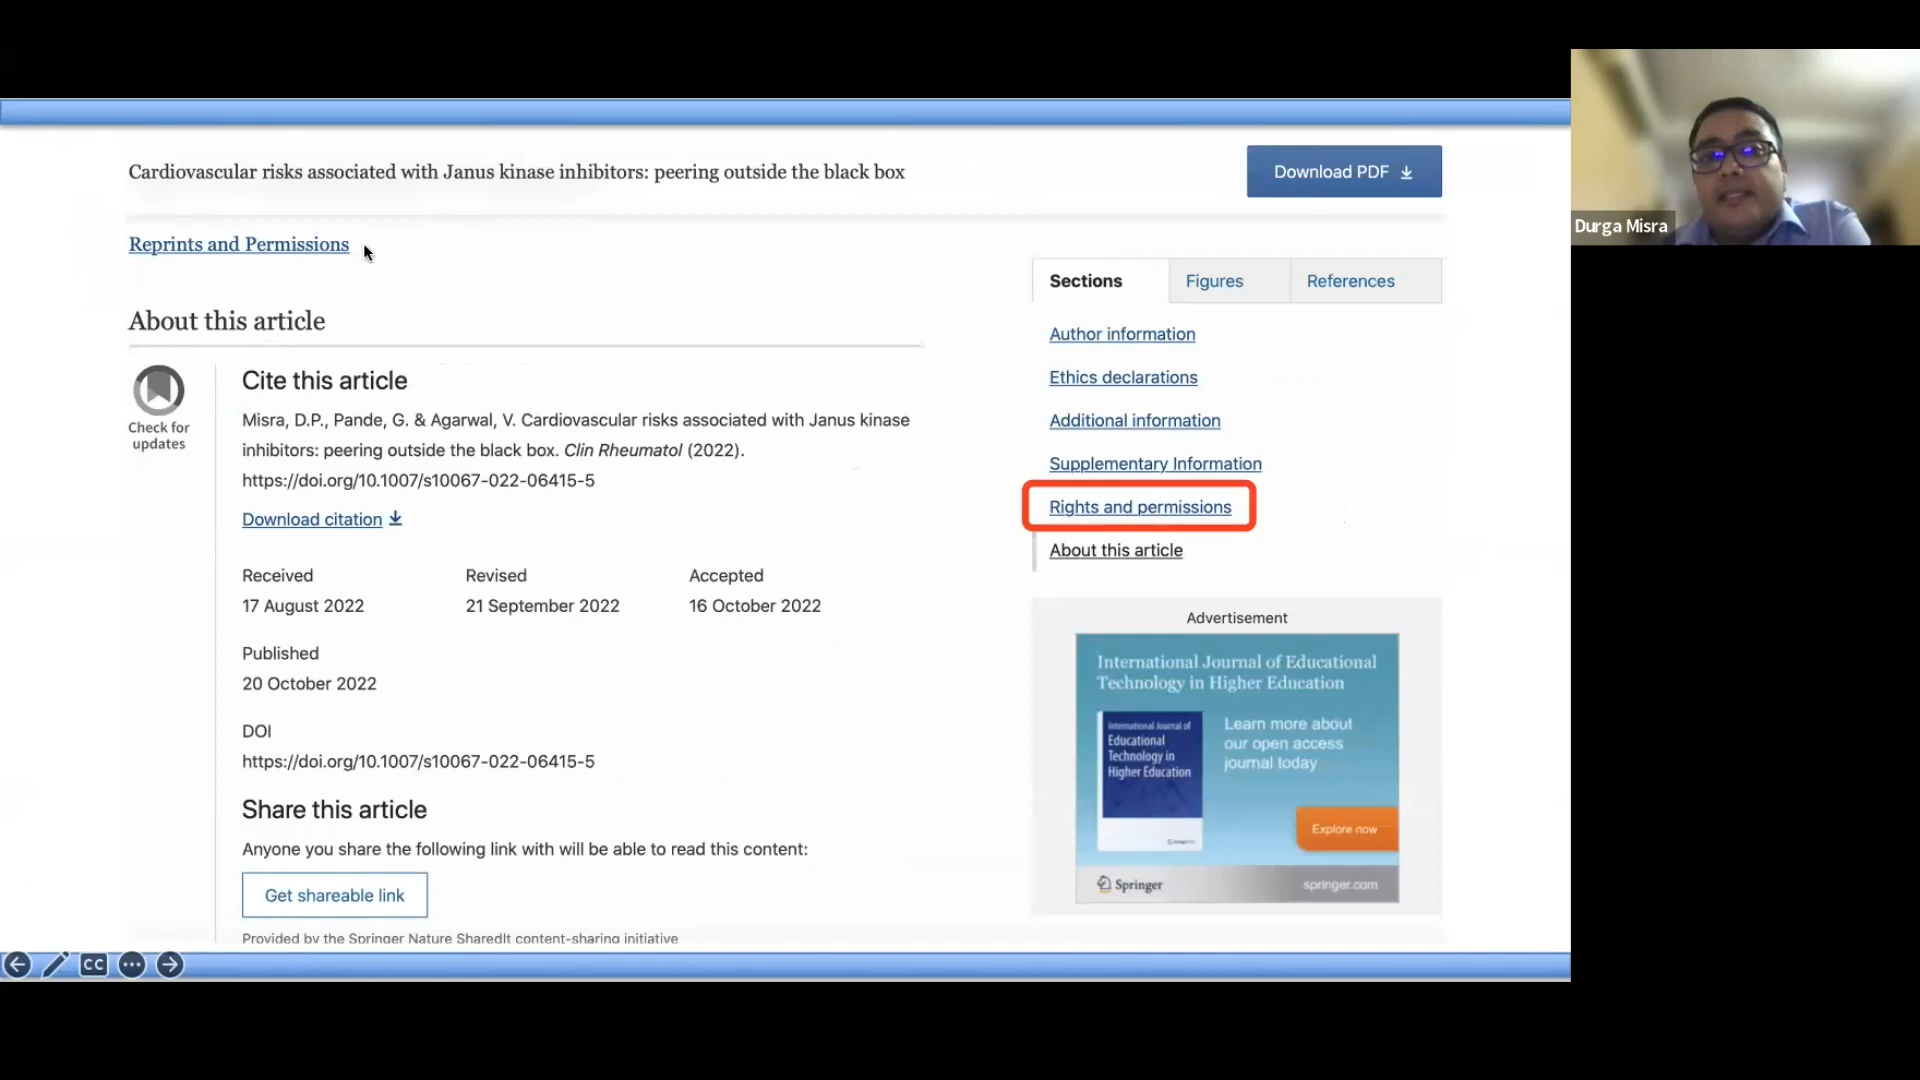 Cardiovascular risks associated with Janus kinase inhibitors: peering outside the black box
Download PDF
Durga Misra
Reprints and Permissions
Sections
Figures
References
About this article
Author information
Ethics declarations
Additional information
Supplementary Information
Rights and permissions
About this article
Check for
updates
Cite this article
Misra, D.P., Pande, G. & Agarwal, V. Cardiovascular risks associated with Janus kinase
inhibitors: peering outside the black box. Clin Rheumatol (2022).
https://doi.org/10.1007/s10067-022-06415-5
Download citation
Received
Revised
Accepted
17 August 2022
21 September 2022
16 October 2022
Published
20 October 2022
DOI
https://doi.org/10.1007/s10067-022-06415-5
Share this article
Anyone you share the following link with will be able to read this content:
Get shareable link
Provided by the Springer Nature SharedIt content-sharing initiative
Advertisement
International Journal of Educational
Technology in Higher Education
International Journal of
Educational
Technology in
Higher Education
Learn more about
our open access
journal today
Explore now
Springer
springer.com
CC